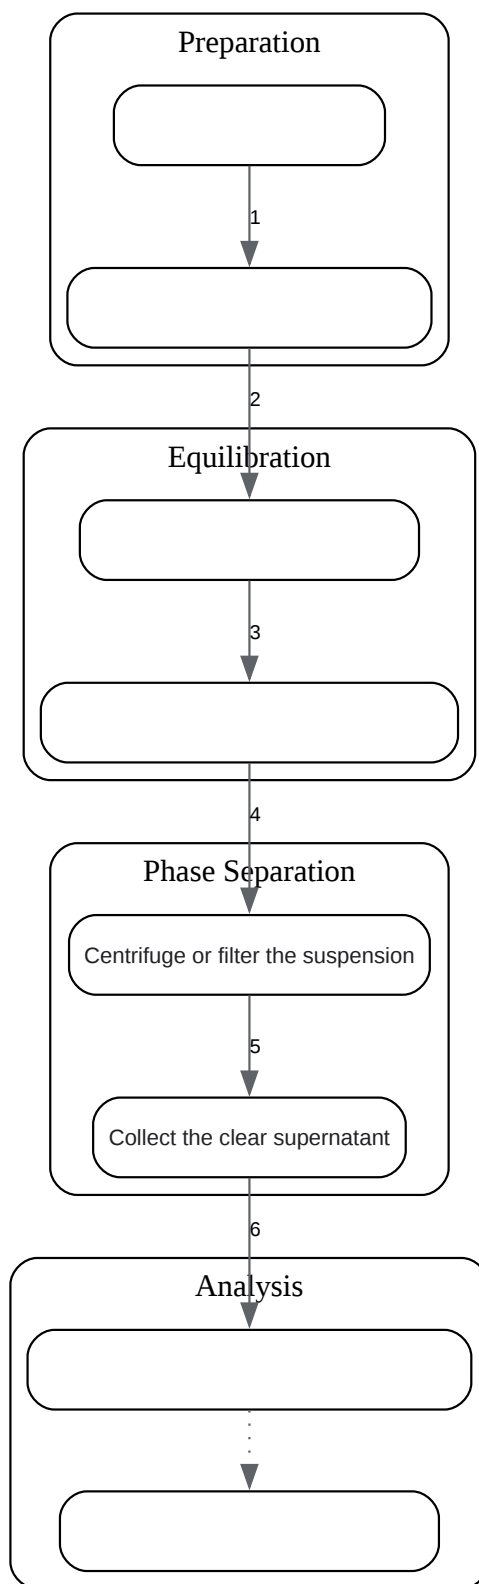 Preparation
1
2
Equilibration
3
4
Phase Separation
Centrifuge or filter the suspension
5
Collect the clear supernatant
6
Analysis